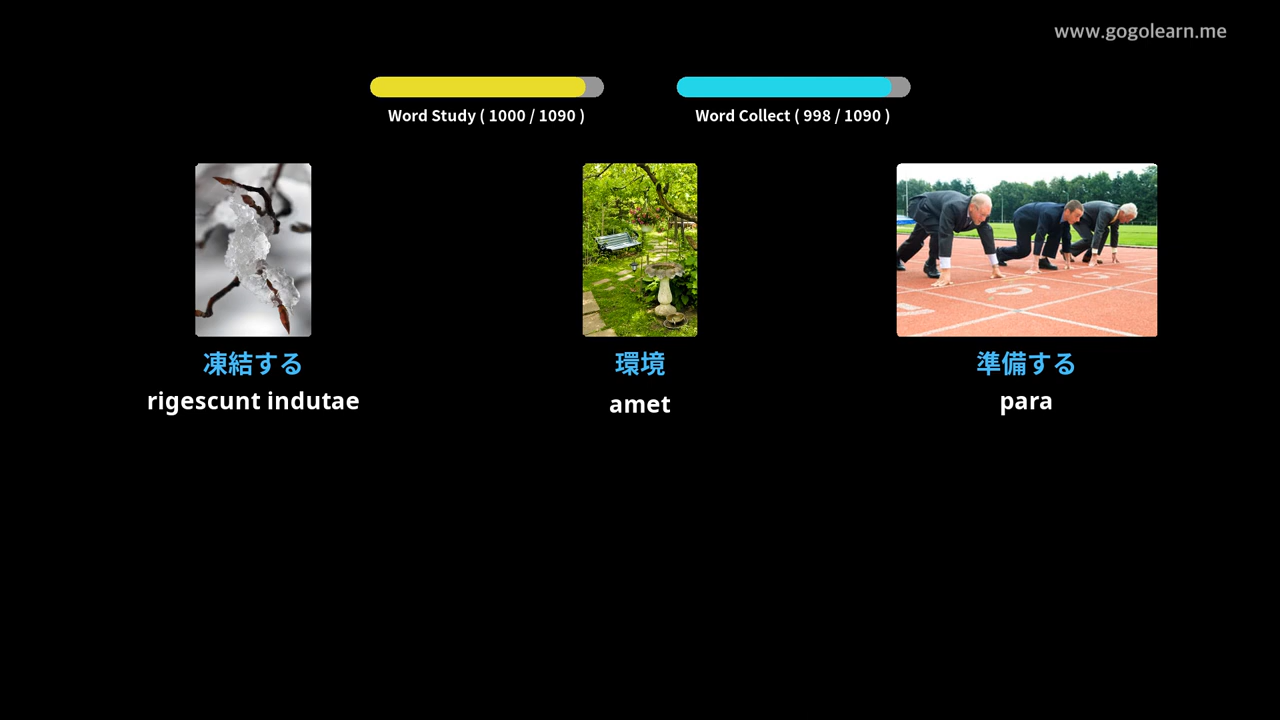 www.gogolearn.me
Word Study ( 1000 / 1090 )
Word Collect ( 998 / 1090 )
凍結する
rigescunt indutae
環境
amet
準備する
para